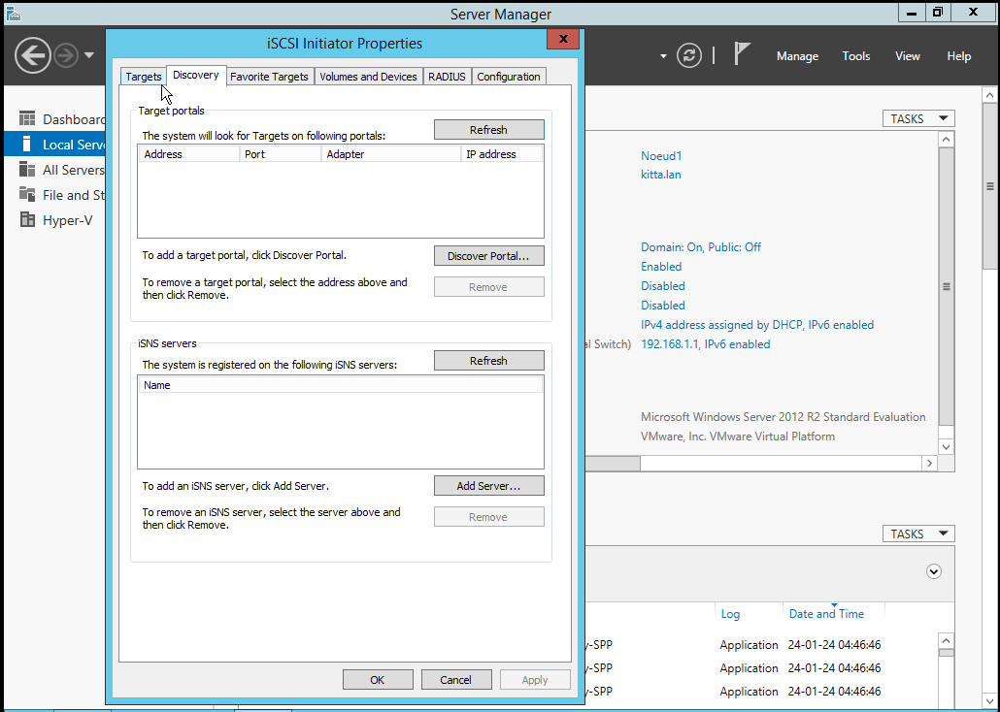 Server Manager
iSCSI Initiator Properties
Manage Tools View Help
Targets Discovery Favorite Targets Volumes and Devices RADIUS Configuration
Dashboard
Local Serve
All Servers
File and St
Hyper-V
Target portals
The system will look for Targets on following portals:
Refresh
Address Port Adapter IP address
To add a target portal, click Discover Portal.
Discover Portal...
To remove a target portal, select the address above and
then click Remove.
Remove
iSNS servers
The system is registered on the following iSNS servers:
Refresh
Name
To add an iSNS server, click Add Server.
Add Server...
To remove an iSNS server, select the server above and
then click Remove.
Remove
OK Cancel Apply
TASKS
Noeud1
kitta.lan
Domain: On, Public: Off
Enabled
Disabled
Disabled
IPv4 address assigned by DHCP, IPv6 enabled
al Switch) 192.168.1.1, IPv6 enabled
Microsoft Windows Server 2012 R2 Standard Evaluation
VMware, Inc. VMware Virtual Platform
TASKS
Log Date and Time
y-SPP Application 24-01-24 04:46:46
y-SPP Application 24-01-24 04:46:46
y-SPP Application 24-01-24 04:46:46